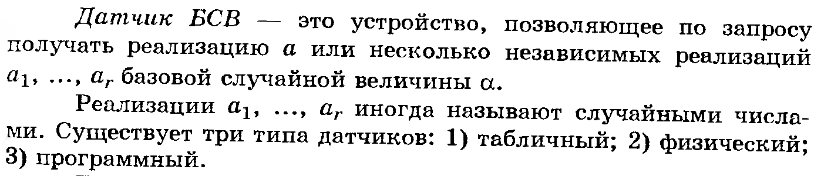 Датчик БСВ — это устройство, позволяющее по запросу
получать реализацию a или несколько независимых реализаций
a₁, ..., aᵣ базовой случайной величины α.
Реализации a₁, ..., aᵣ иногда называют случайными числа-
ми. Существует три типа датчиков: 1) табличный; 2) физический;
3) программный.